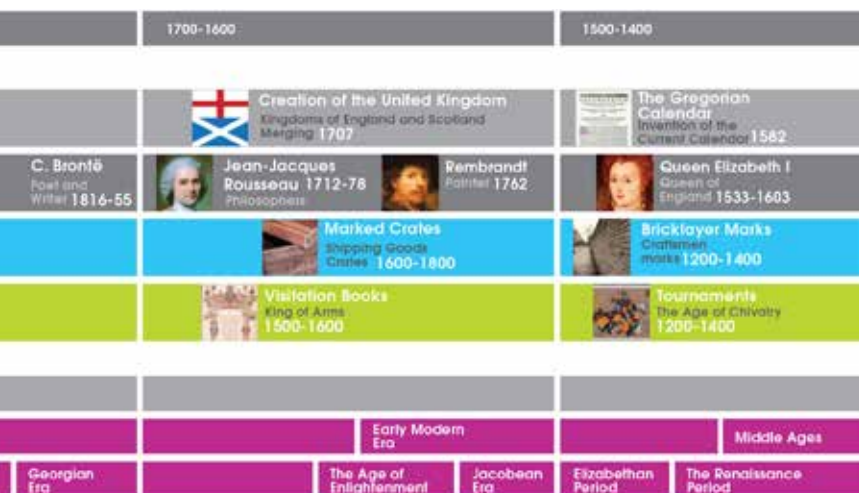 1700-1600
1500-1400
Creation of the United Kingdom
Kingdoms of England and Scotland
Merging 1707
The Gregorian
Calendar
Invention of the
Current Calendar 1582
C. Brontë
Poet and
Writer 1816-55
Jean-Jacques
Rousseau 1712-78
Philosophers
Rembrandt
Painter 1762
Queen Elizabeth I
Queen of
England 1533-1603
Marked Crates
Shipping Goods
Crates 1600-1800
Bricklayer Marks
Craftsmen
marks 1200-1400
Visitation Books
King of Arms
1500-1600
Tournaments
The Age of Chivalry
1200-1400
Early Modern
Era
Middle Ages
Georgian
Era
The Age of
Enlightenment
Jacobean
Era
Elizabethan
Period
The Renaissance
Period